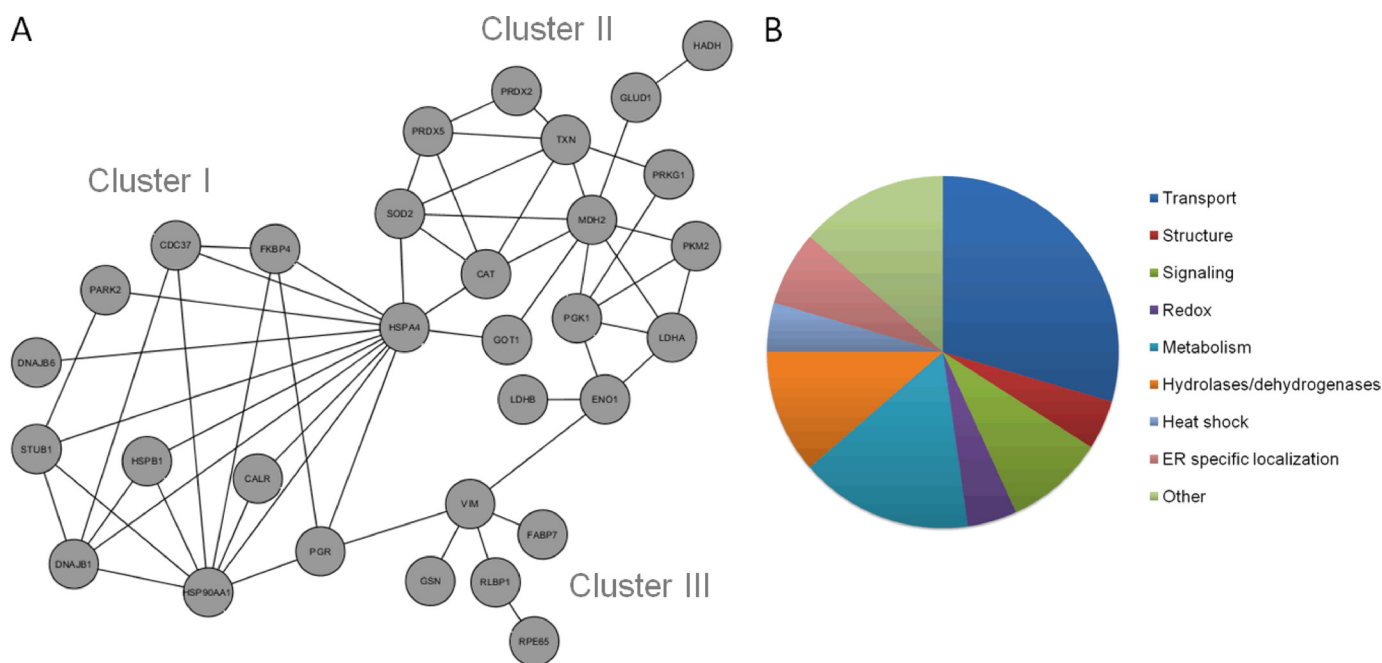 A
Cluster II
HADH
B
PRDX2
GLUD1
PRDX5
TXN
Cluster I
PRKG1
SOD2
MDH2
CDC37
FKBP4
PKM2
CAT
PARK2
HSPA4
PGK1
GOT1
LDHA
DNAJB6
LDHB
ENO1
STUB1
HSPB1
CALR
VIM
FABP7
DNAJB1
PGR
GSN
RLBP1
Cluster III
HSP90AA1
RPE65
Transport
Structure
Signaling
Redox
Metabolism
Hydrolases/dehydrogenases
Heat shock
ER specific localization
Other